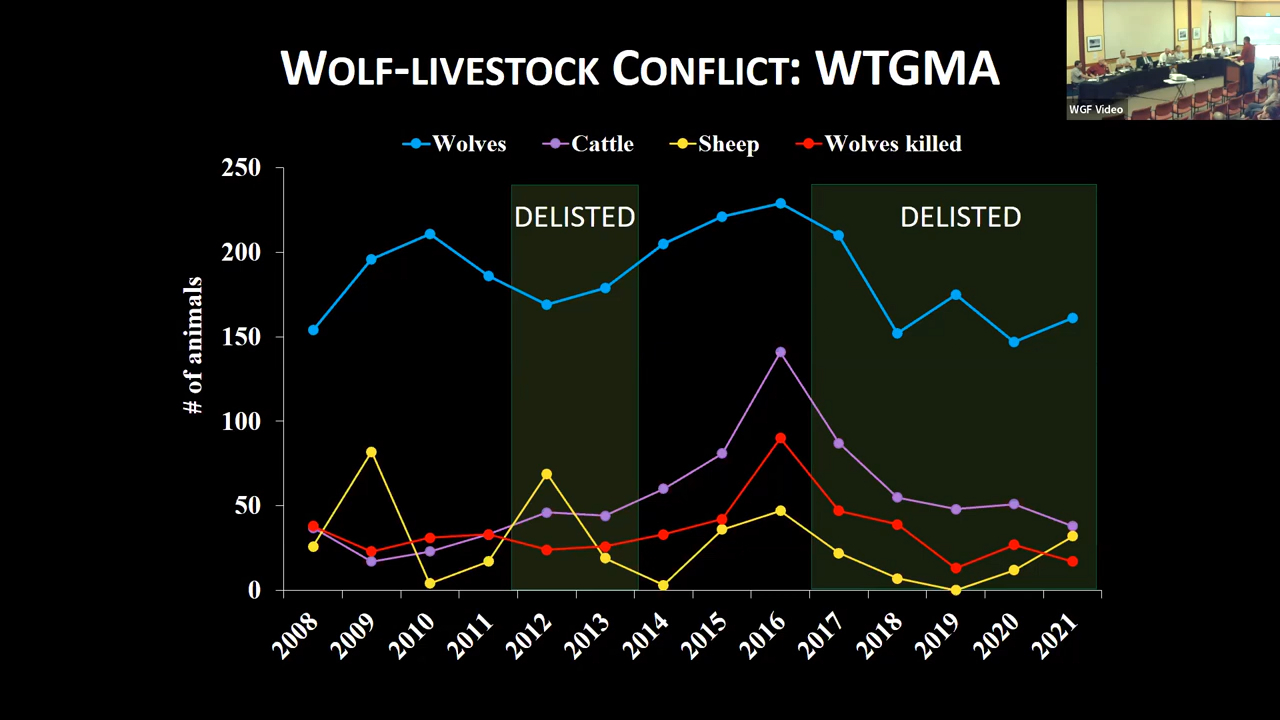 WOLF-LIVESTOCK CONFLICT: WTGMA
WGF Video
Wolves Cattle Sheep Wolves killed
250
200
150
100
50
0
# of animals
DELISTED
DELISTED
2008 2009 2010 2011 2012 2013 2014 2015 2016 2017 2018 2019 2020 2021